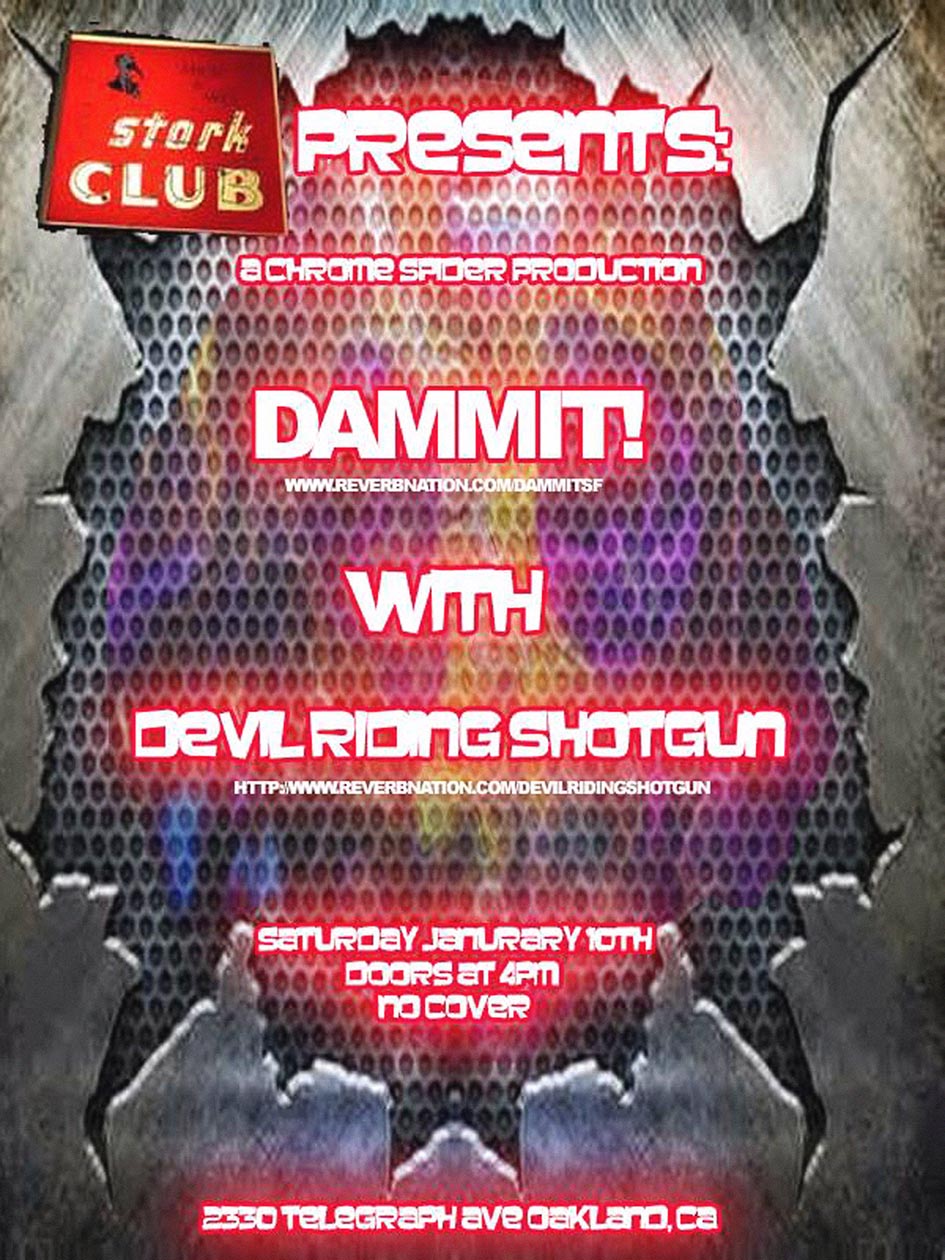 stork
CLUB
PRESENTS:
A CHROME SPIDER PRODUCTION
DAMMIT!
WWW.REVERBNATION.COM/DAMMITSF
WITH
DEVIL RIDING SHOTGUN
HTTP://WWW.REVERBNATION.COM/DEVILRIDINGSHOTGUN
SATURDAY JANURARY 10TH
DOORS AT 4PM
NO COVER
2330 TELEGRAPH AVE OAKLAND, CA